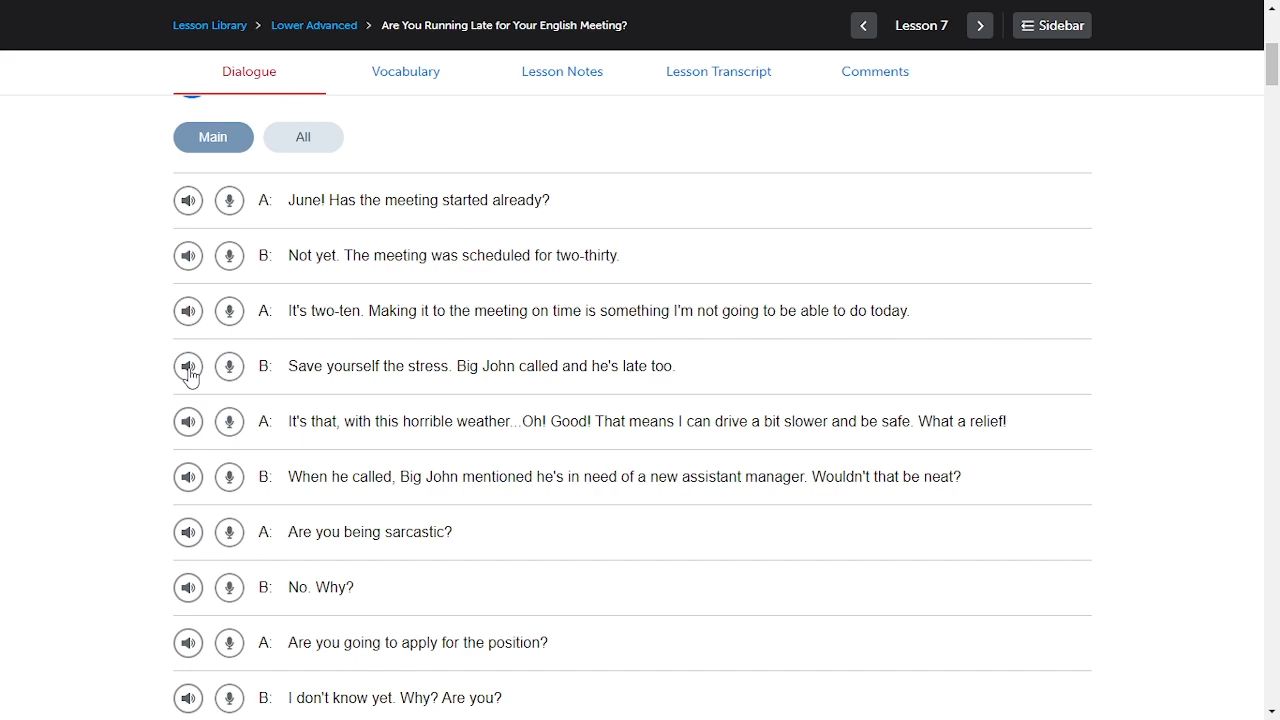 Lesson Library > Lower Advanced > Are You Running Late for Your English Meeting? < Lesson 7 > Sidebar
Dialogue Vocabulary Lesson Notes Lesson Transcript Comments
Main All
A: June! Has the meeting started already?
B: Not yet. The meeting was scheduled for two-thirty.
A: It's two-ten. Making it to the meeting on time is something I'm not going to be able to do today.
B: Save yourself the stress. Big John called and he's late too.
A: It's that, with this horrible weather...Oh! Good! That means I can drive a bit slower and be safe. What a relief!
B: When he called, Big John mentioned he's in need of a new assistant manager. Wouldn't that be neat?
A: Are you being sarcastic?
B: No. Why?
A: Are you going to apply for the position?
B: I don't know yet. Why? Are you?